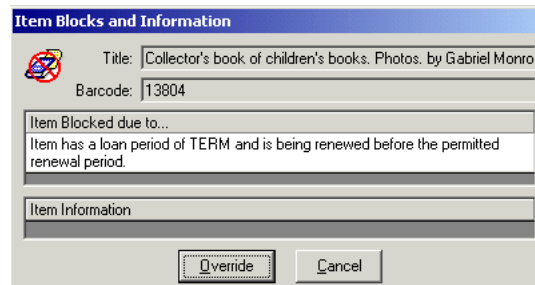 Item Blocks and Information
Title: Collector's book of children's books. Photos. by Gabriel Monro
Barcode: 13804
Item Blocked due to...
Item has a loan period of TERM and is being renewed before the permitted
renewal period.
Item Information
Override Cancel